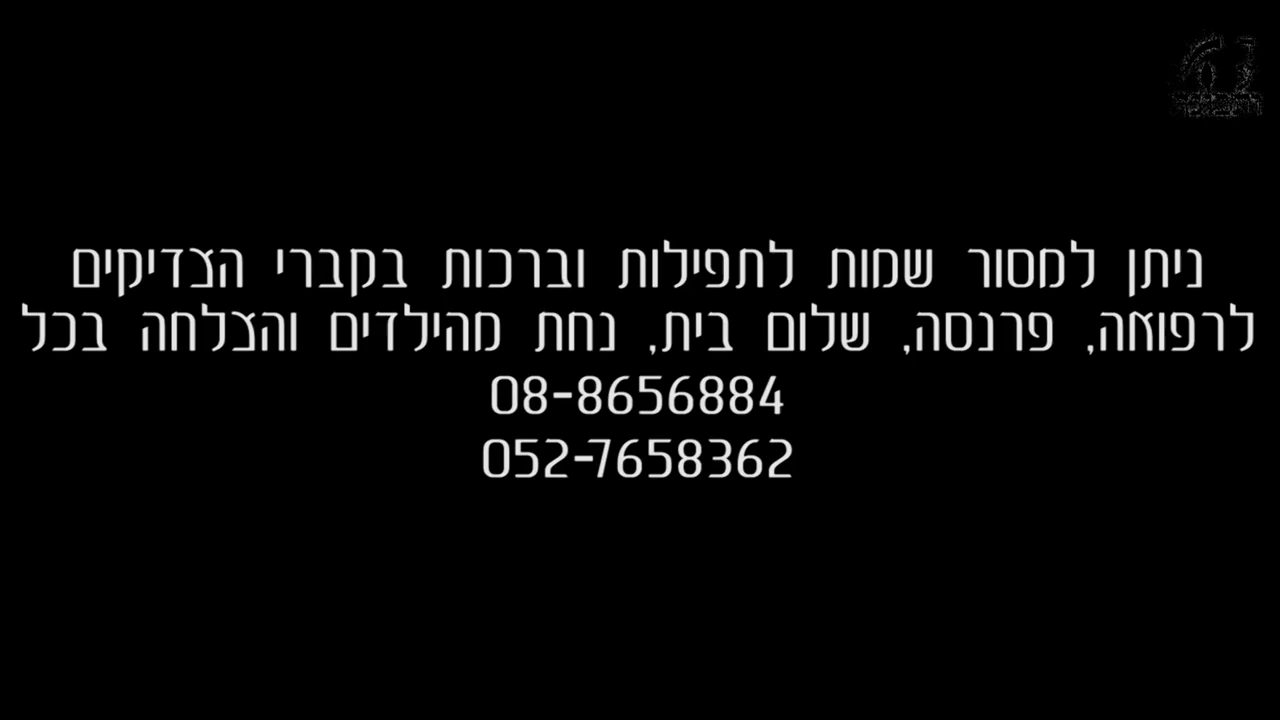 ניתן למסור שמות לתפילות וברכות בקברי הצדיקים
לרפואה, פרנסה, שלום בית, נחת מהילדים והצלחה בכל
08-8656884
052-7658362